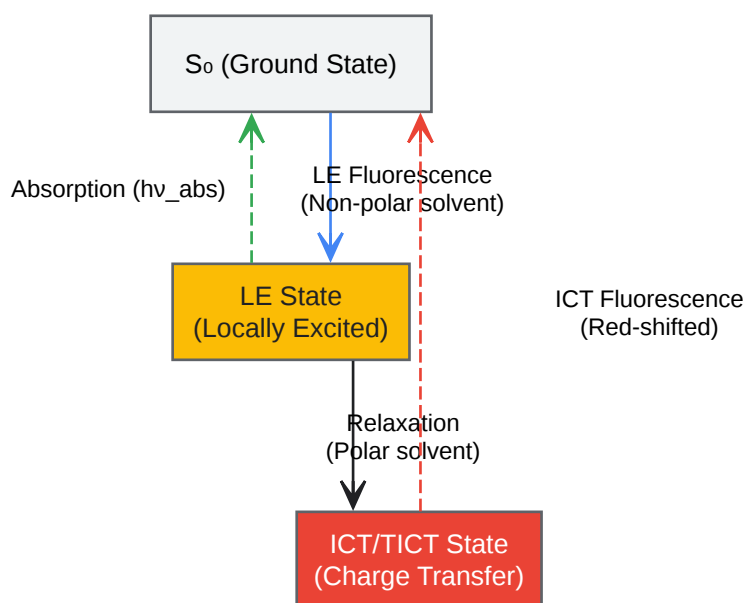 S₀ (Ground State)
Absorption (hν_abs)
LE Fluorescence
(Non-polar solvent)
LE State
(Locally Excited)
ICT Fluorescence
(Red-shifted)
Relaxation
(Polar solvent)
ICT/TICT State
(Charge Transfer)